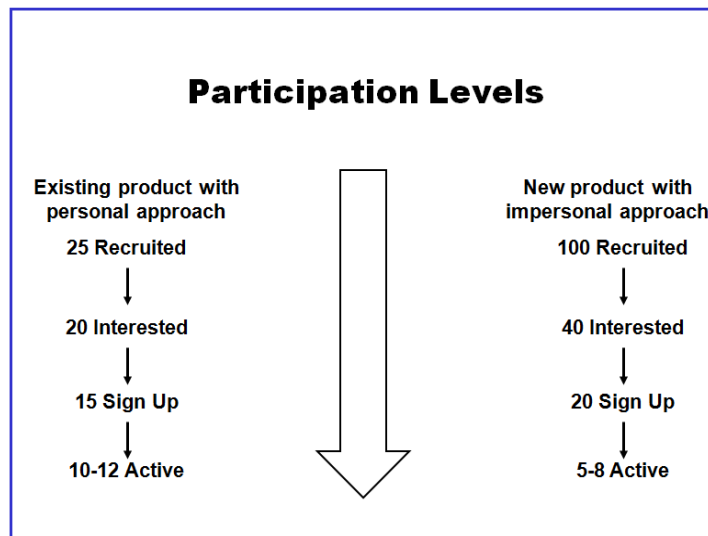 Participation Levels
Existing product with
personal approach
25 Recruited
20 Interested
15 Sign Up
10-12 Active
New product with
impersonal approach
100 Recruited
40 Interested
20 Sign Up
5-8 Active